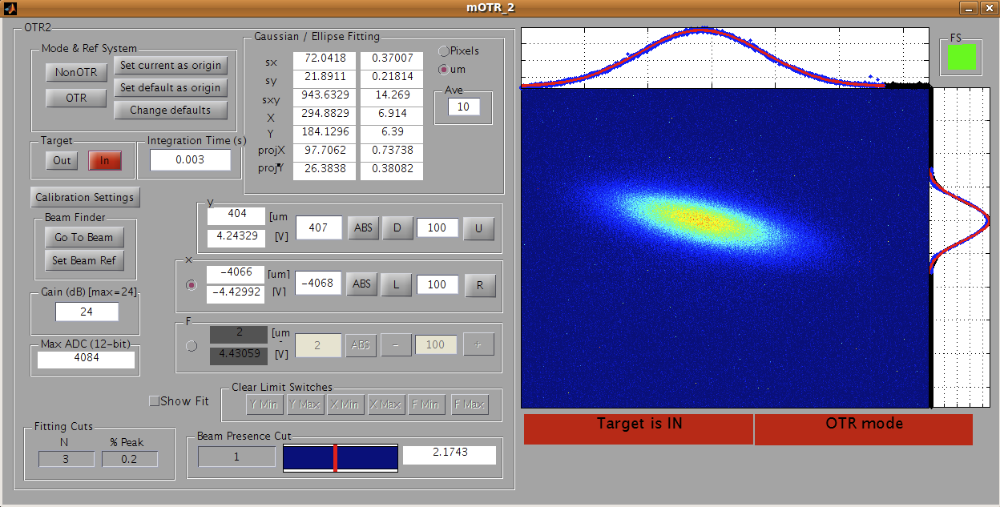 mOTR_2
OTR2
Mode & Ref System
NonOTR
Set current as origin
Set default as origin
OTR
Change defaults
Target
Out
In
Integration Time (s)
0.003
Gaussian / Ellipse Fitting
sx 72.0418 0.37007
sy 21.8911 0.21814
sxy 943.6329 14.269
X 294.8829 6.914
Y 184.1296 6.39
projX 97.7062 0.73738
projY 26.3838 0.38082
Pixels
um
Ave
10
Calibration Settings
Beam Finder
Go To Beam
Set Beam Ref
Gain (dB) [max=24]
24
Max ADC (12-bit)
4084
y
404 [um
4.24329 [V]
407 ABS D 100 U
x
-4066 [um]
-4.42992 [V]
-4068 ABS L 100 R
F
2 [um
4.43059 [V]
2 ABS - 100 +
Show Fit
Clear Limit Switches
Y Min Y Max X Min X Max F Min F Max
Fitting Cuts
N % Peak
3 0.2
Beam Presence Cut
1 2.1743
FS
Target is IN
OTR mode